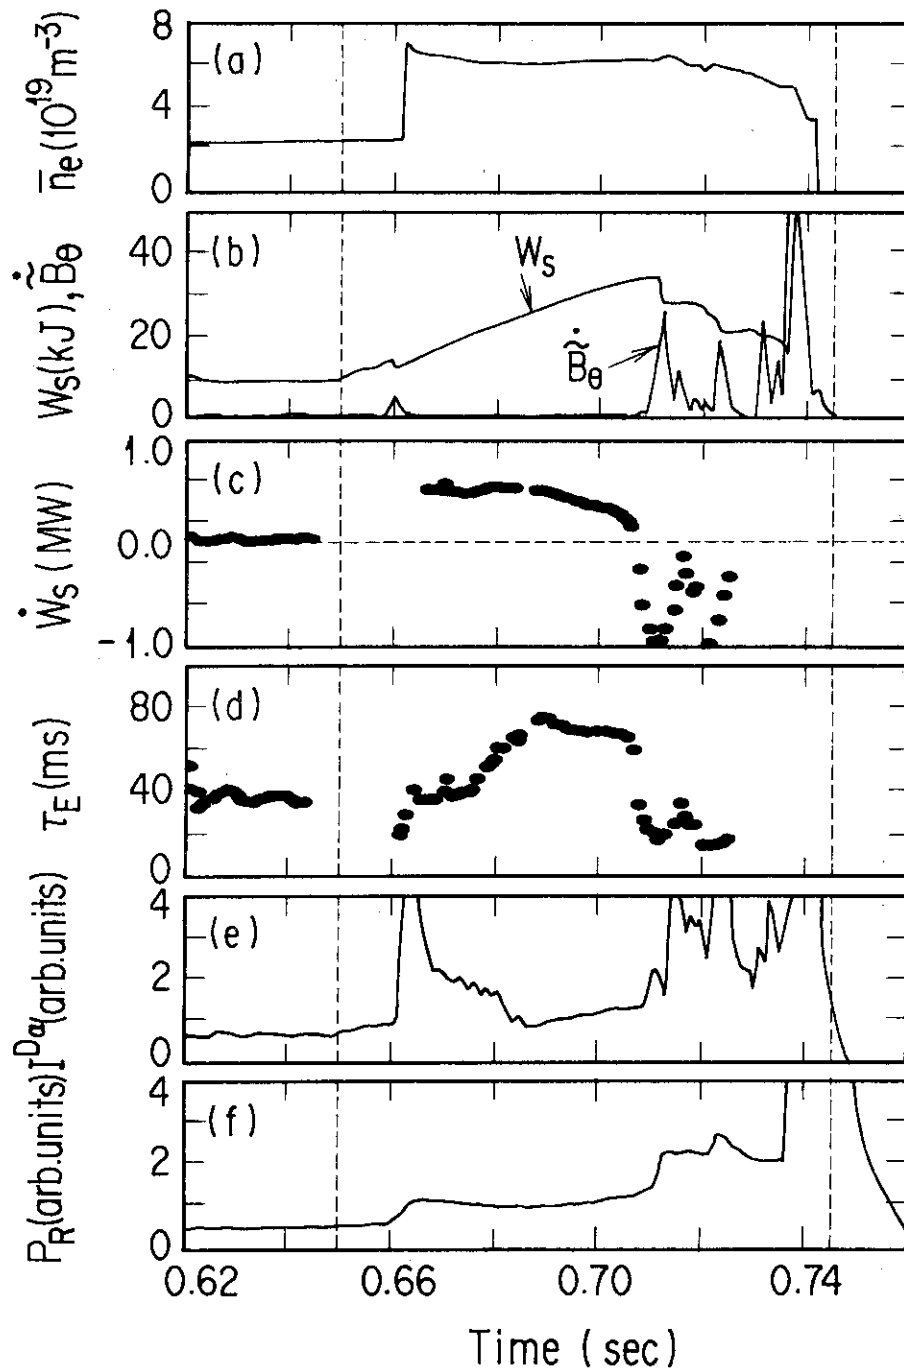 n̅e(10¹⁹m⁻³)
8
(a)
4
0
Ws(kJ), Ḃ̃θ
(b)
Ws
40
20
Ḃ̃θ
0
Ẇs (MW)
1.0
(c)
0.0
-1.0
τE(ms)
80
(d)
40
0
IDα(arb.units)
4
(e)
2
0
PR(arb.units)
4
(f)
2
0
0.62 0.66 0.70 0.74
Time (sec)